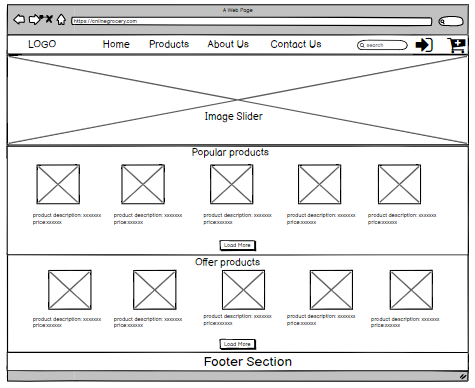 A Web Page
https://onlinegrocery.com
LOGO Home Products About Us Contact Us search
Image Slider
Popular products
product description: xxxxxxx product description: xxxxxxx product description: xxxxxxx product description: xxxxxxx product description: xxxxxxx
price:xxxxxx price:xxxxxx price:xxxxxx price:xxxxxx price:xxxxxx
Load More
Offer products
product description: xxxxxxx product description: xxxxxxx product description: xxxxxxx product description: xxxxxxx product description: xxxxxxx
price:xxxxxx price:xxxxxx price:xxxxxx price:xxxxxx price:xxxxxx
Load More
Footer Section